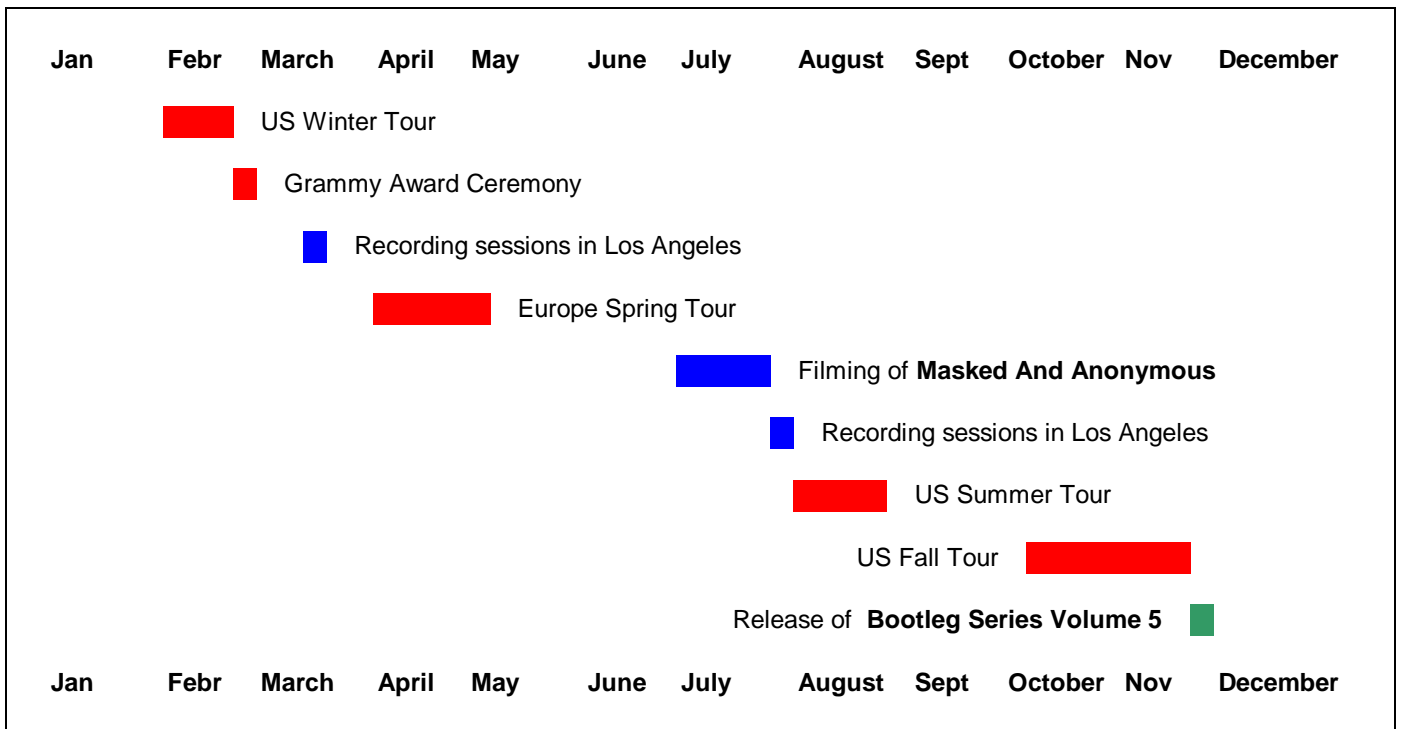 Jan Febr March April May June July August Sept October Nov December
US Winter Tour
Grammy Award Ceremony
Recording sessions in Los Angeles
Europe Spring Tour
Filming of Masked And Anonymous
Recording sessions in Los Angeles
US Summer Tour
US Fall Tour
Release of Bootleg Series Volume 5
Jan Febr March April May June July August Sept October Nov December